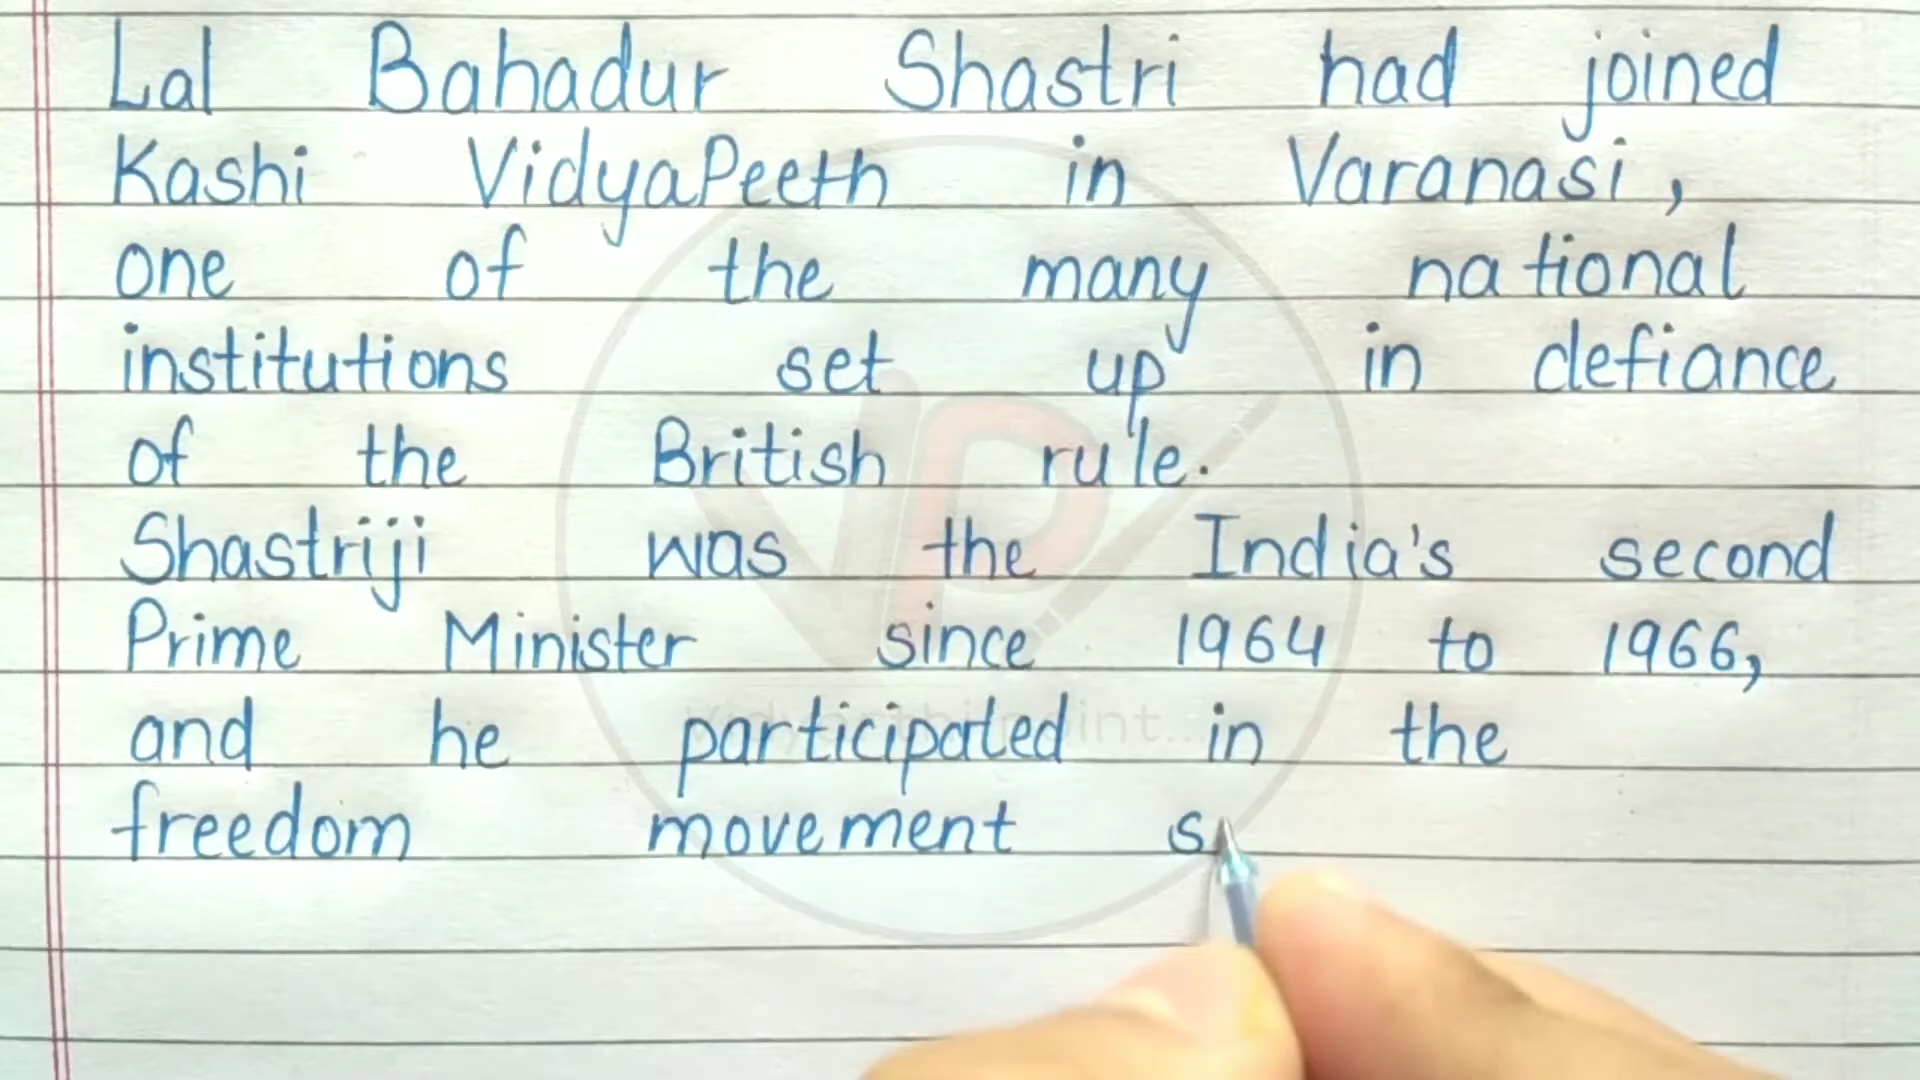 Lal Bahadur Shastri had joined
Kashi VidyaPeeth in Varanasi,
one of the many national
institutions set up in defiance
of the British rule.
Shastriji was the India's second
Prime Minister since 1964 to 1966,
and he participated in the
freedom movement s